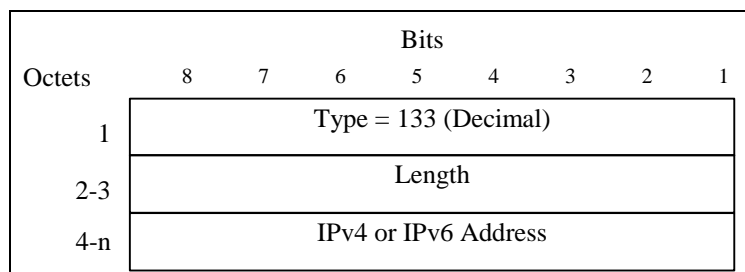 Bits
Octets 8 7 6 5 4 3 2 1
1 Type = 133 (Decimal)
2-3 Length
4-n IPv4 or IPv6 Address